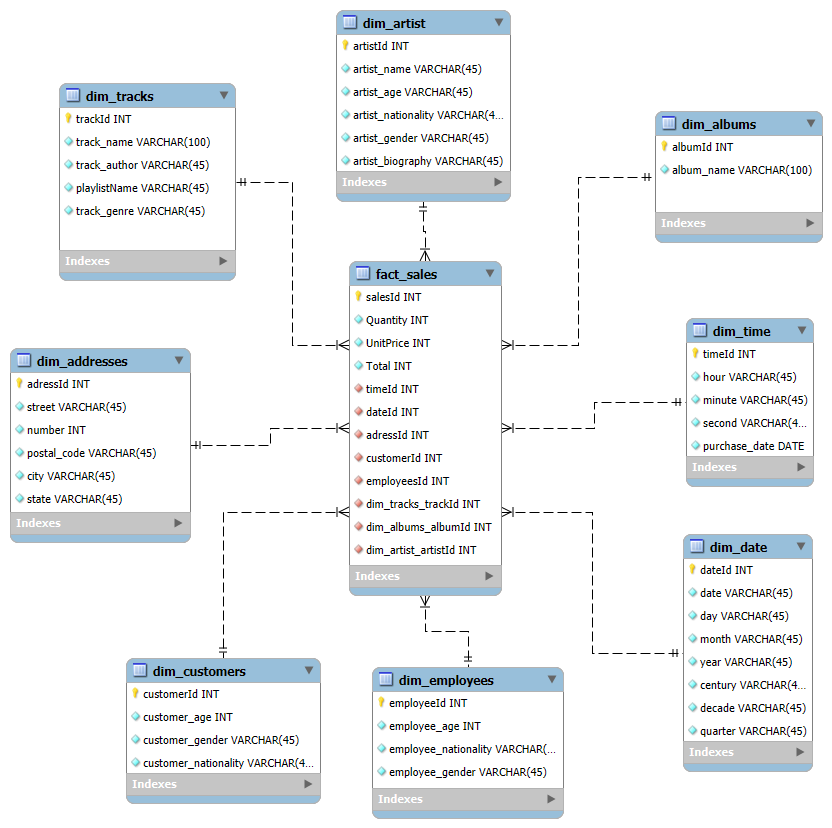 dim_artist
artistId INT
artist_name VARCHAR(45)
artist_age VARCHAR(45)
artist_nationality VARCHAR(4...
artist_gender VARCHAR(45)
artist_biography VARCHAR(45)
Indexes
dim_tracks
trackId INT
track_name VARCHAR(100)
track_author VARCHAR(45)
playlistName VARCHAR(45)
track_genre VARCHAR(45)
Indexes
dim_albums
albumId INT
album_name VARCHAR(100)
Indexes
fact_sales
salesId INT
Quantity INT
UnitPrice INT
Total INT
timeId INT
dateId INT
adressId INT
customerId INT
employeesId INT
dim_tracks_trackId INT
dim_albums_albumId INT
dim_artist_artistId INT
Indexes
dim_time
timeId INT
hour VARCHAR(45)
minute VARCHAR(45)
second VARCHAR(4...
purchase_date DATE
Indexes
dim_addresses
adressId INT
street VARCHAR(45)
number INT
postal_code VARCHAR(45)
city VARCHAR(45)
state VARCHAR(45)
Indexes
dim_date
dateId INT
date VARCHAR(45)
day VARCHAR(45)
month VARCHAR(45)
year VARCHAR(45)
century VARCHAR(4...
decade VARCHAR(45)
quarter VARCHAR(45)
Indexes
dim_customers
customerId INT
customer_age INT
customer_gender VARCHAR(45)
customer_nationality VARCHAR(4...
Indexes
dim_employees
employeeId INT
employee_age INT
employee_nationality VARCHAR(...
employee_gender VARCHAR(45)
Indexes